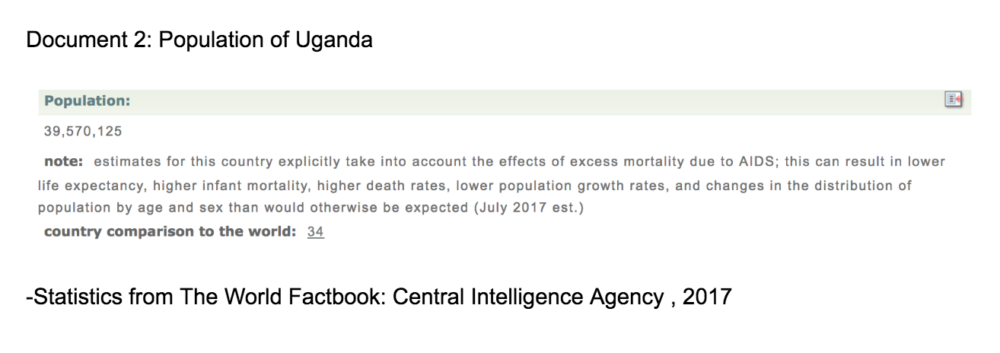 Document 2: Population of Uganda
Population:
39,570,125
note: estimates for this country explicitly take into account the effects of excess mortality due to AIDS; this can result in lower
life expectancy, higher infant mortality, higher death rates, lower population growth rates, and changes in the distribution of
population by age and sex than would otherwise be expected (July 2017 est.)
country comparison to the world: 34
-Statistics from The World Factbook: Central Intelligence Agency , 2017